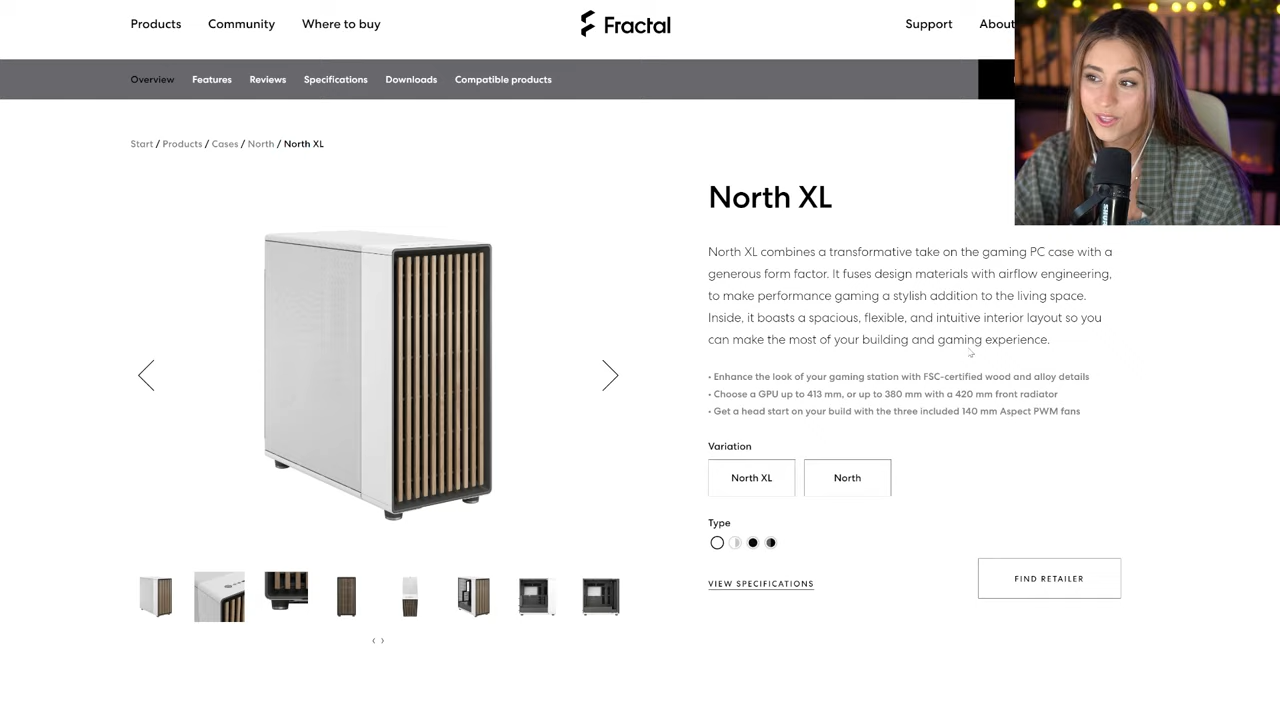 Products
Community
Where to buy
Fractal
Support
About
Overview
Features
Reviews
Specifications
Downloads
Compatible products
Start / Products / Cases / North / North XL
North XL
North XL combines a transformative take on the gaming PC case with a
generous form factor. It fuses design materials with airflow engineering,
to make performance gaming a stylish addition to the living space.
Inside, it boasts a spacious, flexible, and intuitive interior layout so you
can make the most of your building and gaming experience.
• Enhance the look of your gaming station with FSC-certified wood and alloy details
• Choose a GPU up to 413 mm, or up to 380 mm with a 420 mm front radiator
• Get a head start on your build with the three included 140 mm Aspect PWM fans
Variation
North XL
North
Type
VIEW SPECIFICATIONS
FIND RETAILER